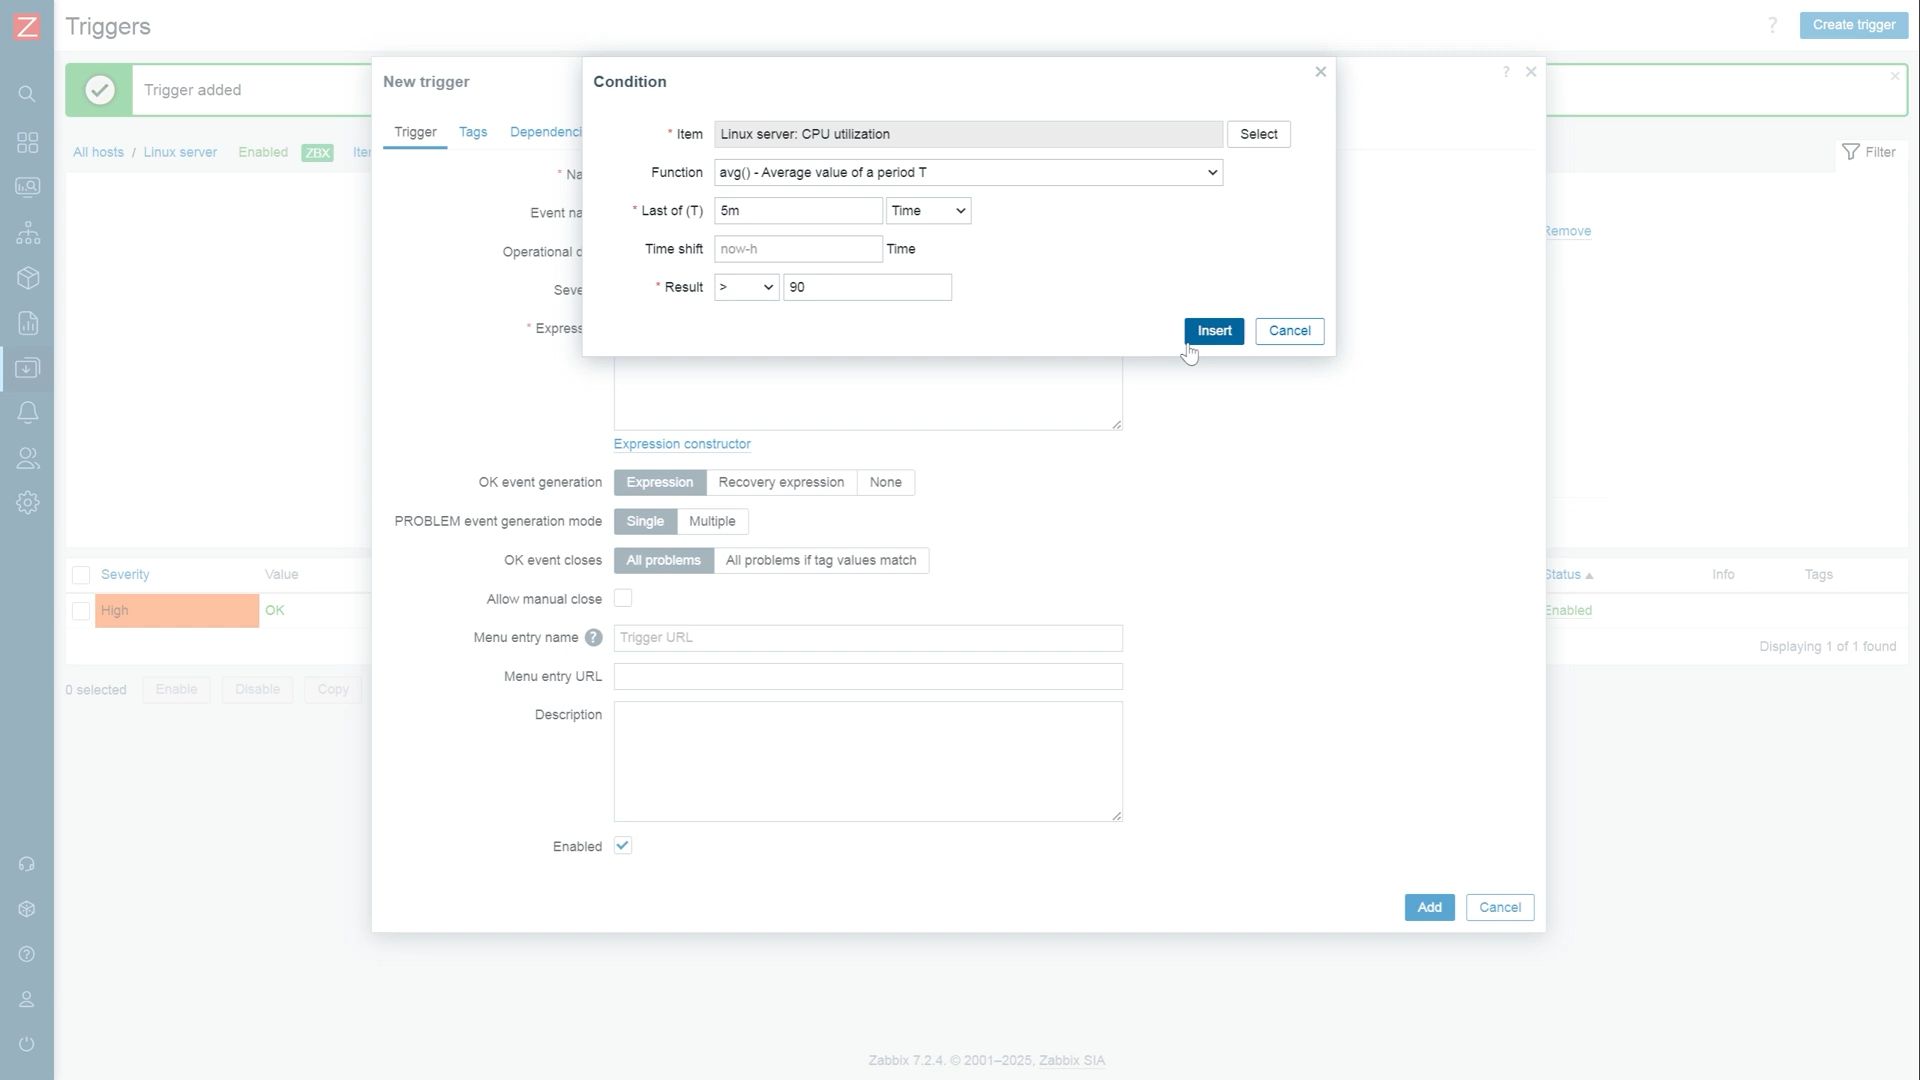 Z
Triggers
?
Create trigger
Trigger added
New trigger
?
Condition
Trigger
Tags
Dependenci
All hosts / Linux server
Enabled
ZBX
Iter
Filter
* Item
Linux server: CPU utilization
Select
* Na
Function
avg() - Average value of a period T
Event na
* Last of (T)
5m
Time
Remove
Operational d
Time shift
now-h
Time
Seve
* Result
>
90
* Express
Insert
Cancel
Expression constructor
OK event generation
Expression
Recovery expression
None
PROBLEM event generation mode
Single
Multiple
OK event closes
All problems
All problems if tag values match
Severity
Value
Status
Info
Tags
Allow manual close
High
OK
Enabled
Menu entry name ?
Trigger URL
Displaying 1 of 1 found
Menu entry URL
0 selected
Enable
Disable
Copy
Description
Enabled
Add
Cancel
Zabbix 7.2.4. © 2001–2025, Zabbix SIA